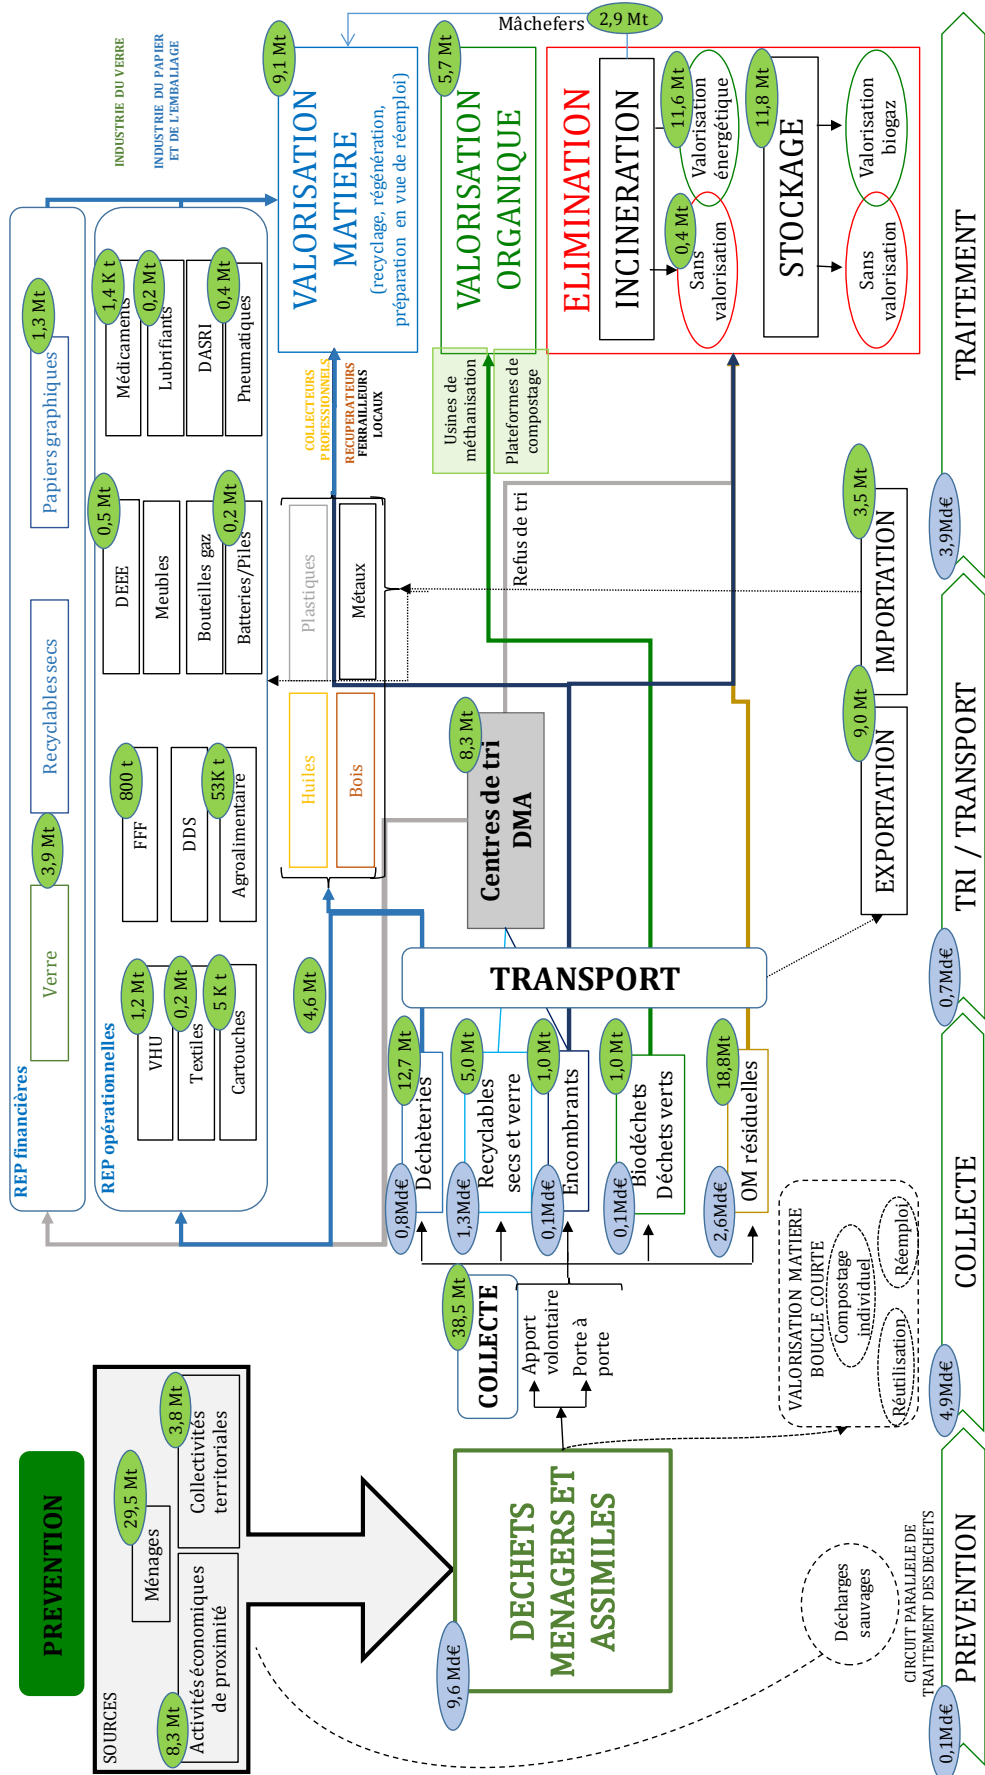 PREVENTION
SOURCES
Ménages
29,5 Mt
Activités économiques
de proximité
8,3 Mt
Collectivités
territoriales
3,8 Mt
DECHETS
MENAGERS ET
ASSIMILES
9,6 Md€
Décharges
sauvages
CIRCUIT PARALLELE DE
TRAITEMENT DES DECHETS
COLLECTE
38,5 Mt
Apport
volontaire
Porte à
porte
VALORISATION MATIERE
BOUCLE COURTE
Compostage
individuel
Réutilisation
Réemploi
Déchèteries
0,8Md€
12,7 Mt
Recyclables
secs et verre
1,3Md€
5,0 Mt
Encombrants
0,1Md€
1,0 Mt
Biodéchets
Déchets verts
0,1Md€
1,0 Mt
OM résiduelles
2,6Md€
18,8Mt
TRANSPORT
4,6 Mt
REP financières
Verre
3,9 Mt
Recyclables secs
Papiers graphiques
1,3 Mt
REP opérationnelles
VHU
1,2 Mt
Textiles
0,2 Mt
Cartouches
5 K t
FFF
800 t
DDS
Agroalimentaire
53K t
DEEE
0,5 Mt
Meubles
Bouteilles gaz
Batteries/Piles
0,2 Mt
Médicaments
1,4 K t
Lubrifiants
0,2 Mt
DASRI
Pneumatiques
0,4 Mt
INDUSTRIE DU VERRE
INDUSTRIE DU PAPIER
ET DE L'EMBALLAGE
Huiles
Bois
Plastiques
Métaux
COLLECTEURS
PROFESSIONNELS
RECUPERATEURS
FERRAILLEURS
LOCAUX
Centres de tri
DMA
8,3 Mt
Refus de tri
EXPORTATION
9,0 Mt
IMPORTATION
3,5 Mt
Usines de
méthanisation
Plateformes de
compostage
VALORISATION
MATIERE
(recyclage, régénération,
préparation en vue de réemploi)
9,1 Mt
VALORISATION
ORGANIQUE
5,7 Mt
Mâchefers
2,9 Mt
ELIMINATION
INCINERATION
Sans
valorisation
0,4 Mt
Valorisation
énergétique
11,6 Mt
STOCKAGE
11,8 Mt
Sans
valorisation
Valorisation
biogaz
PREVENTION
0,1Md€
COLLECTE
4,9Md€
TRI / TRANSPORT
0,7Md€
TRAITEMENT
3,9Md€